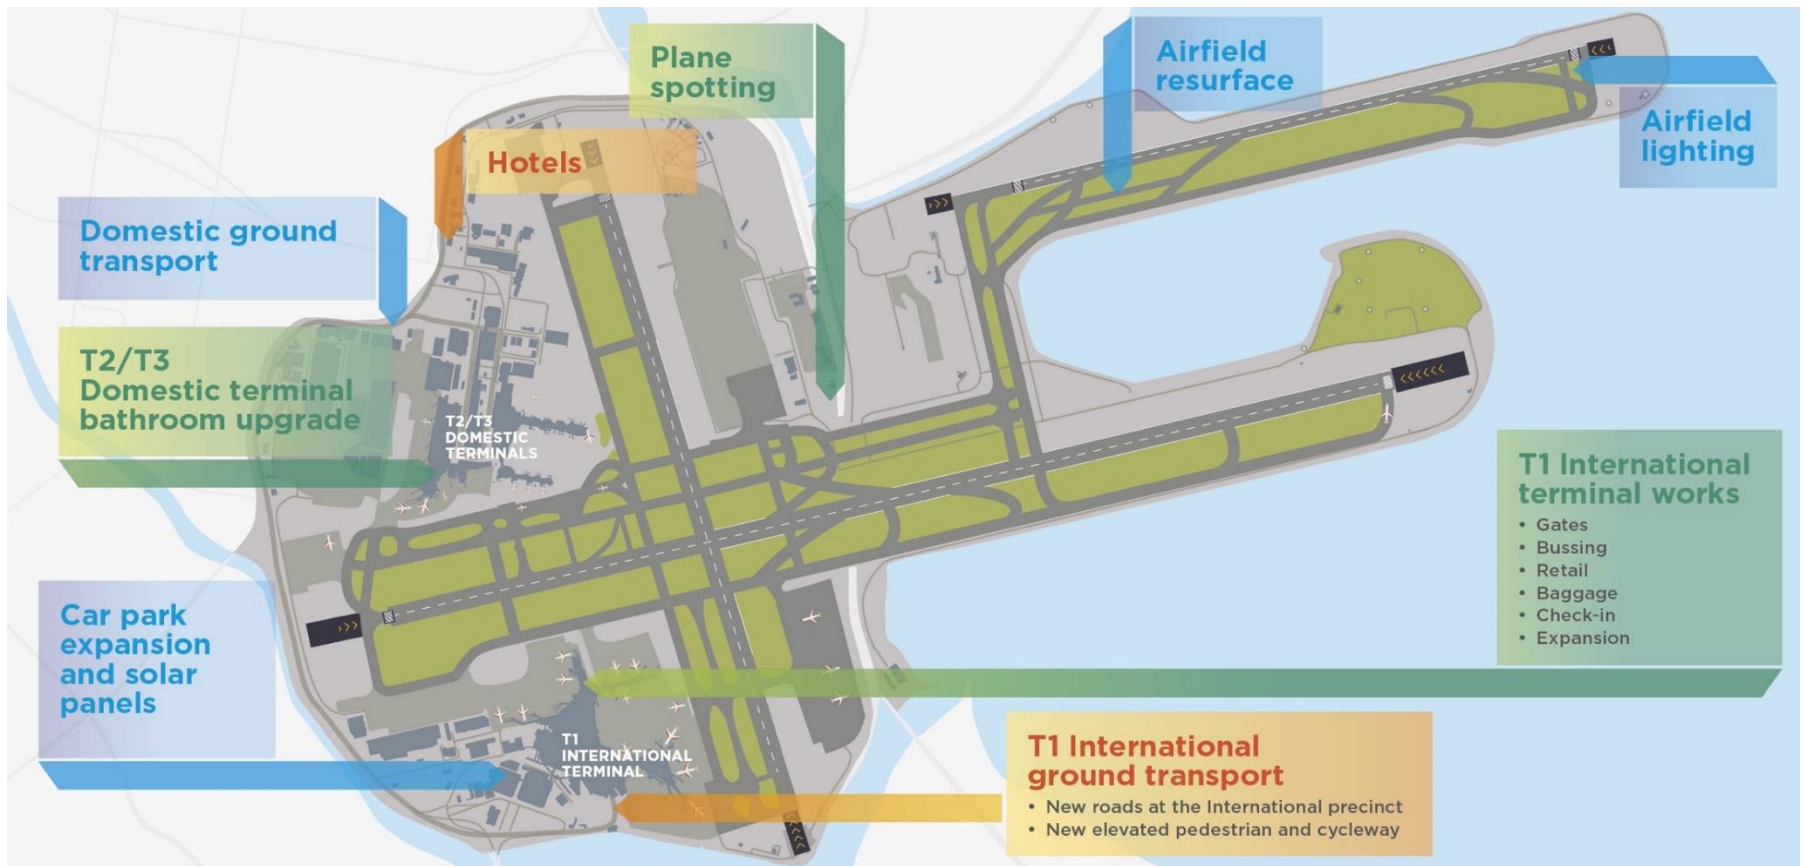 Plane
spotting
Airfield
resurface
Airfield
lighting
Hotels
Domestic ground
transport
T2/T3
Domestic terminal
bathroom upgrade
T2/T3
DOMESTIC
TERMINALS
T1 International
terminal works
• Gates
• Bussing
• Retail
• Baggage
• Check-in
• Expansion
Car park
expansion
and solar
panels
T1
INTERNATIONAL
TERMINAL
T1 International
ground transport
• New roads at the International precinct
• New elevated pedestrian and cycleway